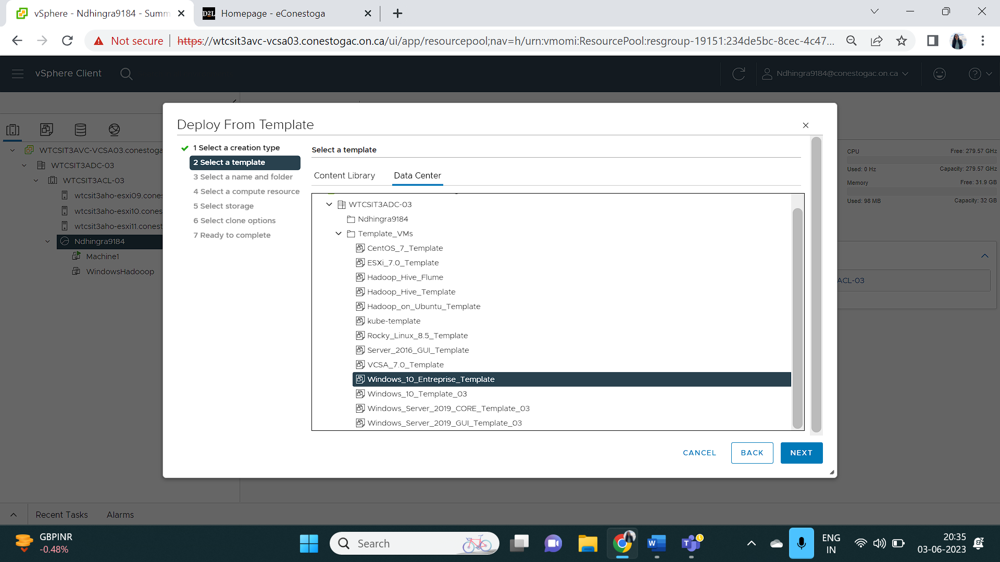 vSphere - Ndhingra9184 - Summ
D2L Homepage - eConestoga
Not secure https://wtcsit3avc-vcsa03.conestogac.on.ca/ui/app/resourcepool;nav=h/urn:vmomi:ResourcePool:resgroup-19151:234de5bc-8cec-4c47...
vSphere Client
Ndhingra9184@conestogac.on.ca
WTCSIT3AVC-VCSA03.conestoga
WTCSIT3ADC-03
WTCSIT3ACL-03
wtcsit3aho-esxi09.cones
wtcsit3aho-esxi10.cones
wtcsit3aho-esxi11.conest
Ndhingra9184
Machine1
WindowsHadooop
Deploy From Template
1 Select a creation type
2 Select a template
3 Select a name and folder
4 Select a compute resource
5 Select storage
6 Select clone options
7 Ready to complete
Select a template
Content Library
Data Center
WTCSIT3ADC-03
Ndhingra9184
Template_VMs
CentOS_7_Template
ESXi_7.0_Template
Hadoop_Hive_Flume
Hadoop_Hive_Template
Hadoop_on_Ubuntu_Template
kube-template
Rocky_Linux_8.5_Template
Server_2016_GUI_Template
VCSA_7.0_Template
Windows_10_Entreprise_Template
Windows_10_Template_03
Windows_Server_2019_CORE_Template_03
Windows_Server_2019_GUI_Template_03
CANCEL
BACK
NEXT
CPU
Free: 279.57 GHz
Used: 0 Hz
Capacity: 279.57 GHz
Memory
Free: 31.9 GB
Used: 98 MB
Capacity: 32 GB
ACL-03
Recent Tasks
Alarms
GBPINR
-0.48%
Search
ENG
IN
20:35
03-06-2023